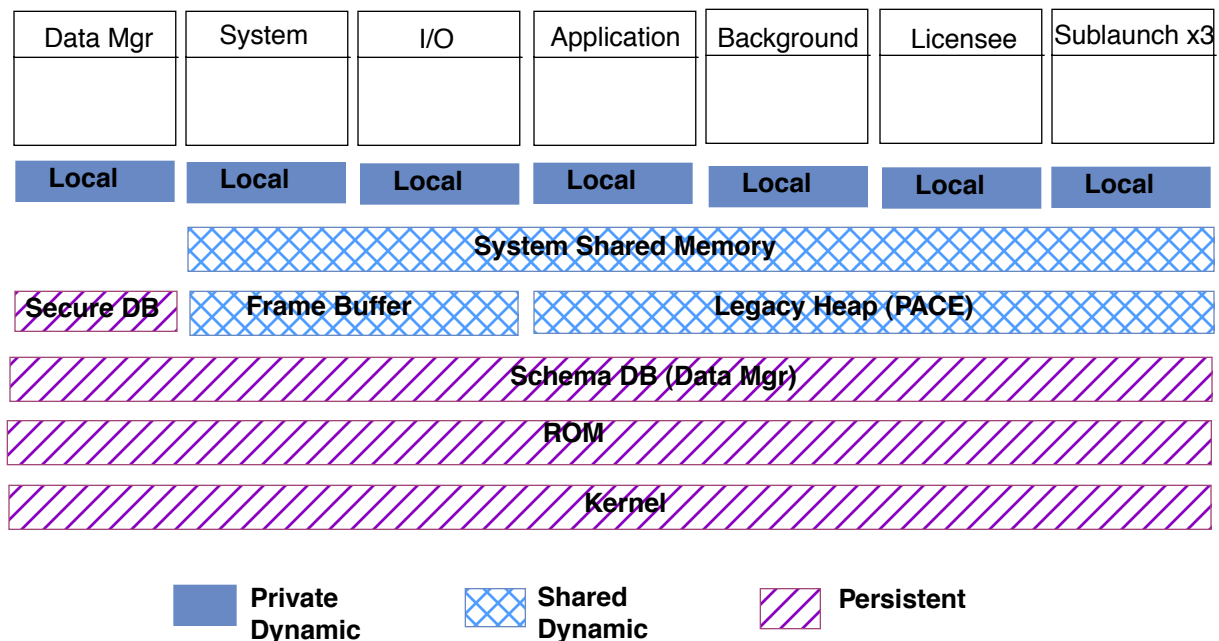 Data Mgr System I/O Application Background Licensee Sublaunch x3
Local Local Local Local Local Local Local
System Shared Memory
Secure DB Frame Buffer Legacy Heap (PACE)
Schema DB (Data Mgr)
ROM
Kernel
Private Dynamic
Shared Dynamic
Persistent